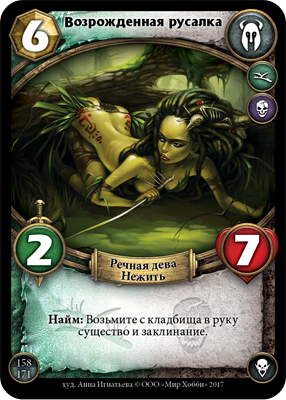 6
Возрожденная русалка
2
Речная дева
Нежить
7
Найм: Возьмите с кладбища в руку
существо и заклинание.
158
171
худ. Анна Игнатьева © ООО «Мир Хобби» 2017